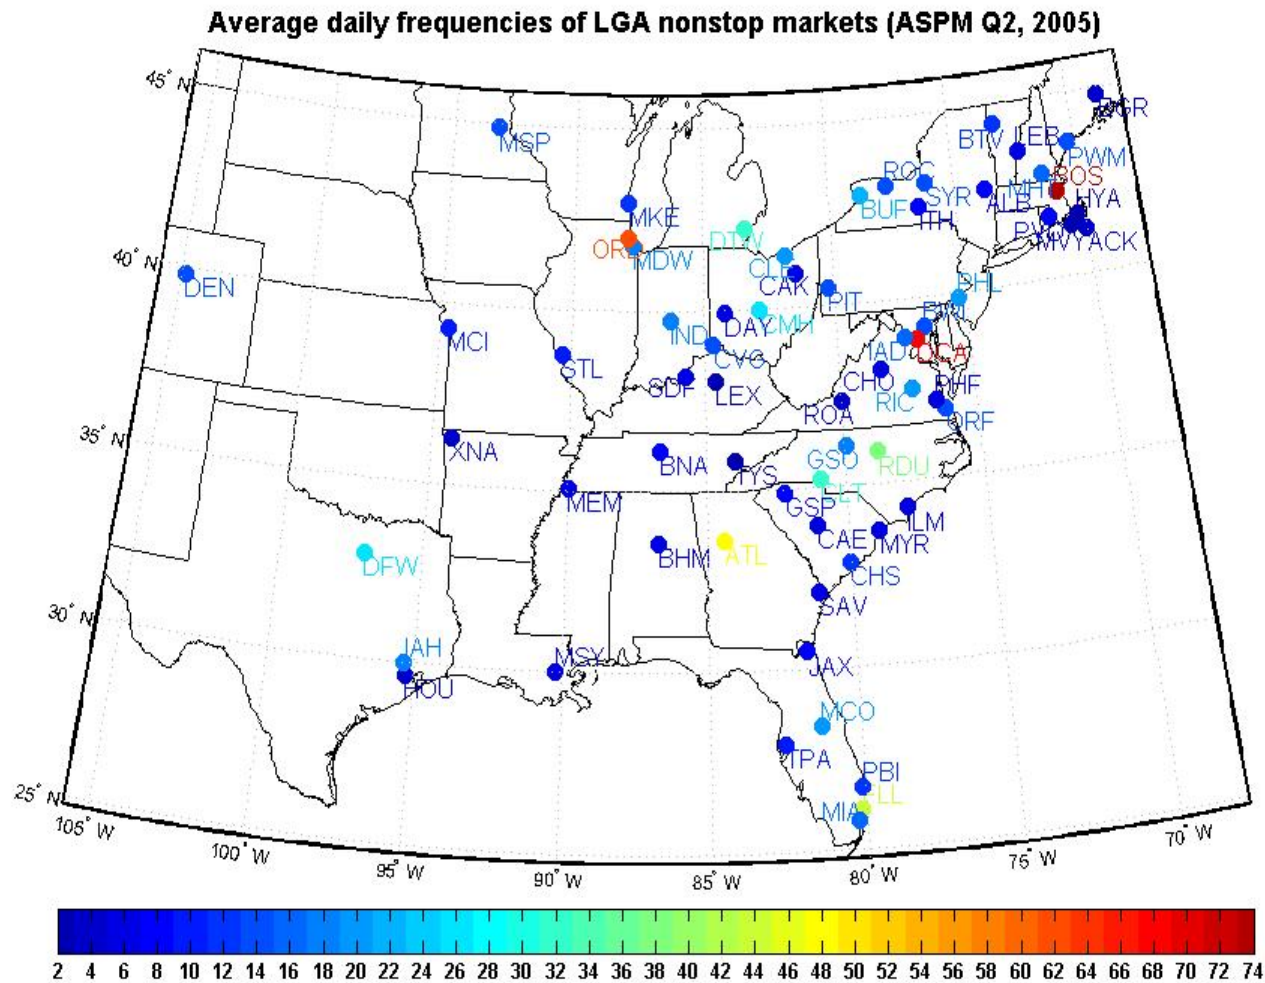 Average daily frequencies of LGA nonstop markets (ASPM Q2, 2005)
45° N
40° N
35° N
30° N
25° N
105° W
100° W
95° W
90° W
85° W
80° W
75° W
70° W
BGR
BTV
LEB
PWM
MSP
ROC
SYR
MH
BOS
HYA
MKE
BUF
ITH
ALB
ORD
MDW
DTW
PV
MVY
ACK
CLE
CAK
DEN
PIT
PHL
MCI
IND
DAY
CMH
BWI
STL
CVG
IAD
DCA
SDF
LEX
CHO
PHF
ROA
RIC
ORF
XNA
BNA
TYS
GSO
RDU
MEM
CLT
GSP
ILM
DFW
BHM
ATL
CAE
MYR
CHS
SAV
IAH
HOU
MSY
JAX
MCO
TPA
PBI
FLL
MIA
2 4 6 8 10 12 14 16 18 20 22 24 26 28 30 32 34 36 38 40 42 44 46 48 50 52 54 56 58 60 62 64 66 68 70 72 74